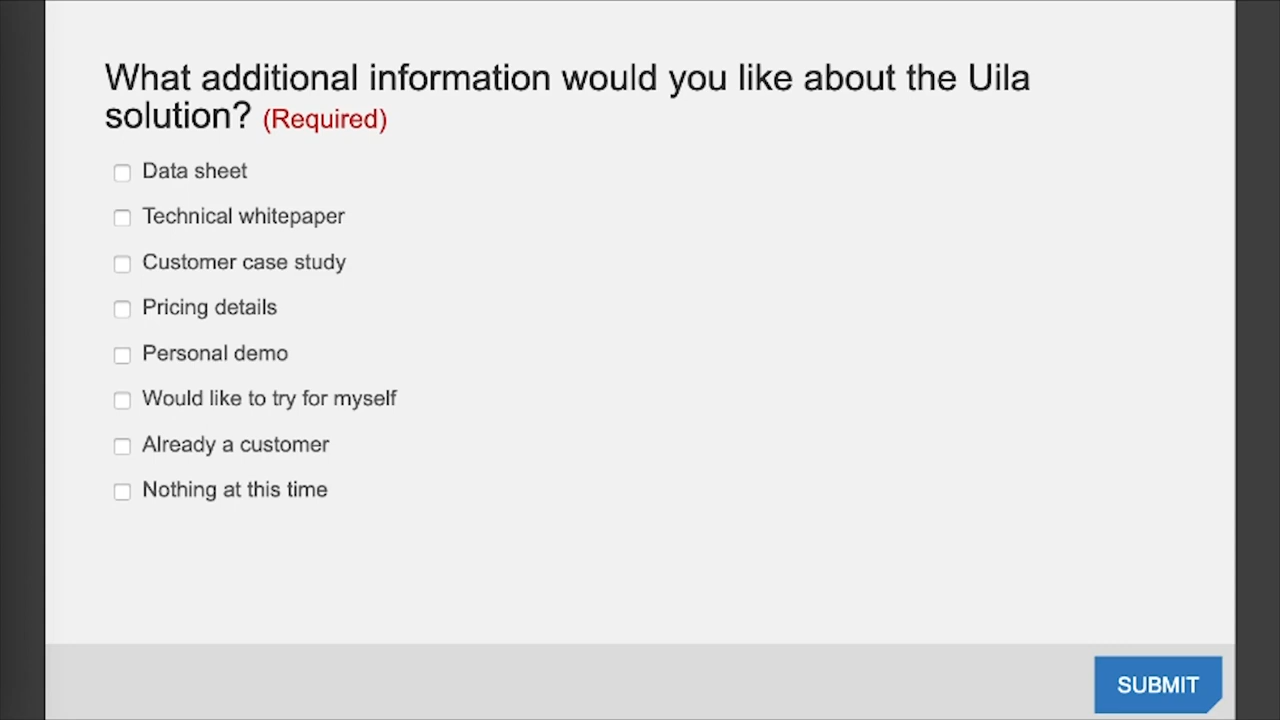 What additional information would you like about the Uila
solution? (Required)
Data sheet
Technical whitepaper
Customer case study
Pricing details
Personal demo
Would like to try for myself
Already a customer
Nothing at this time
SUBMIT